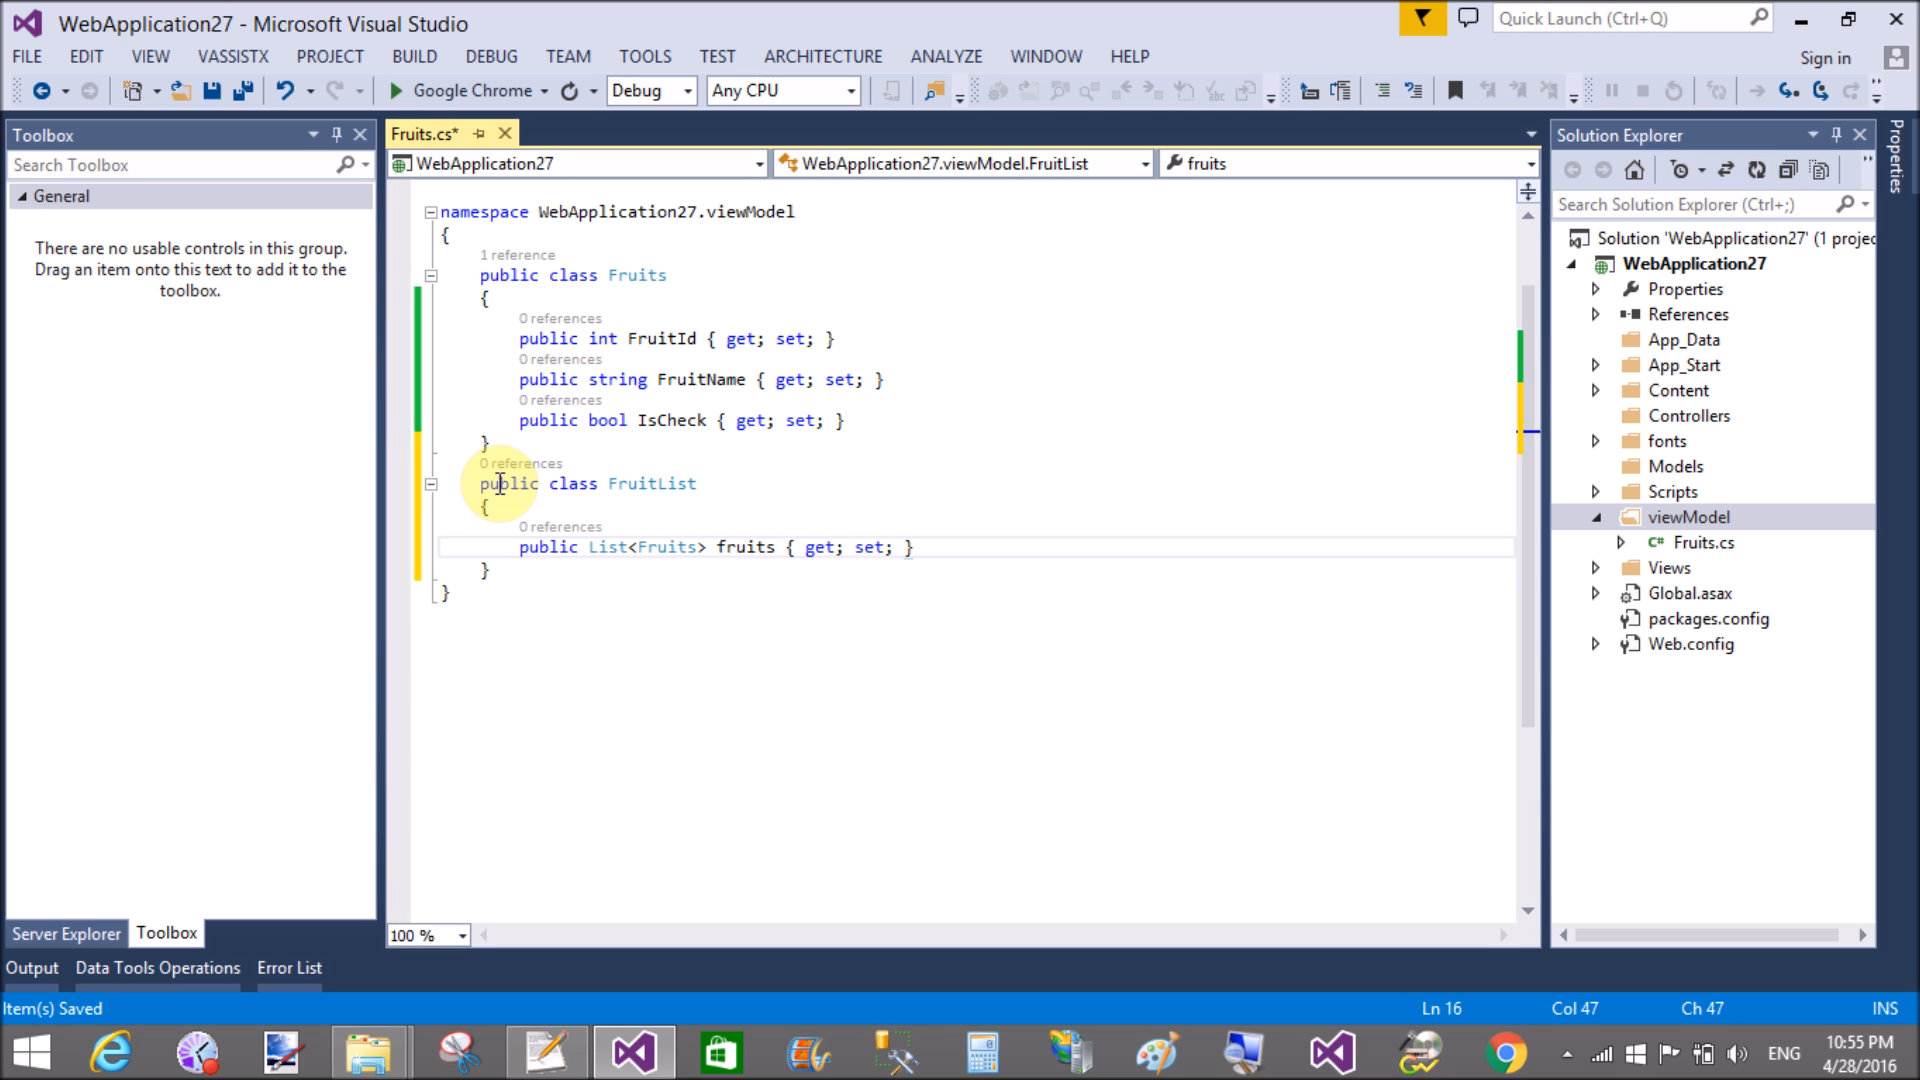 WebApplication27 - Microsoft Visual Studio
Quick Launch (Ctrl+Q)
FILE EDIT VIEW VASSISTX PROJECT BUILD DEBUG TEAM TOOLS TEST ARCHITECTURE ANALYZE WINDOW HELP
Sign in
Google Chrome Debug Any CPU
Toolbox
Search Toolbox
General
There are no usable controls in this group.
Drag an item onto this text to add it to the
toolbox.
Server Explorer Toolbox
Fruits.cs*
WebApplication27 WebApplication27.viewModel.FruitList fruits
namespace WebApplication27.viewModel
{
1 reference
public class Fruits
{
0 references
public int FruitId { get; set; }
0 references
public string FruitName { get; set; }
0 references
public bool IsCheck { get; set; }
}
0 references
public class FruitList
{
0 references
public List<Fruits> fruits { get; set; }
}
}
100 %
Solution Explorer
Search Solution Explorer (Ctrl+;)
Solution 'WebApplication27' (1 projec
WebApplication27
Properties
References
App_Data
App_Start
Content
Controllers
fonts
Models
Scripts
viewModel
C# Fruits.cs
Views
Global.asax
packages.config
Web.config
Properties
Output Data Tools Operations Error List
Item(s) Saved Ln 16 Col 47 Ch 47 INS
ENG
10:55 PM
4/28/2016